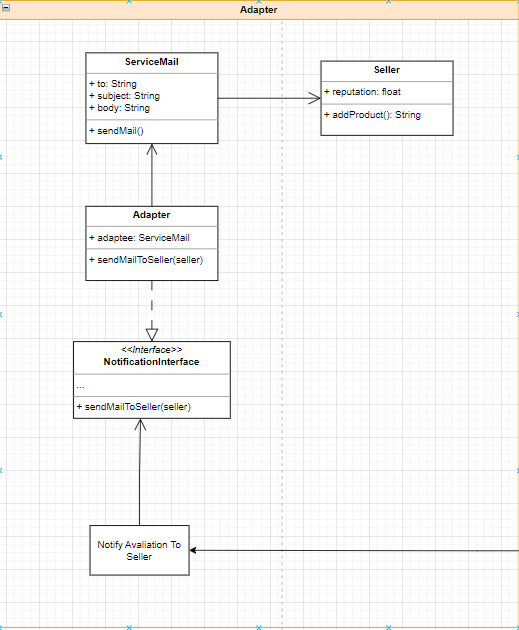 Adapter
ServiceMail
+ to: String
+ subject: String
+ body: String
+ sendMail()
Seller
+ reputation: float
+ addProduct(): String
Adapter
+ adaptee: ServiceMail
+ sendMailToSeller(seller)
<<Interface>>
NotificationInterface
...
+ sendMailToSeller(seller)
Notify Avaliation To
Seller